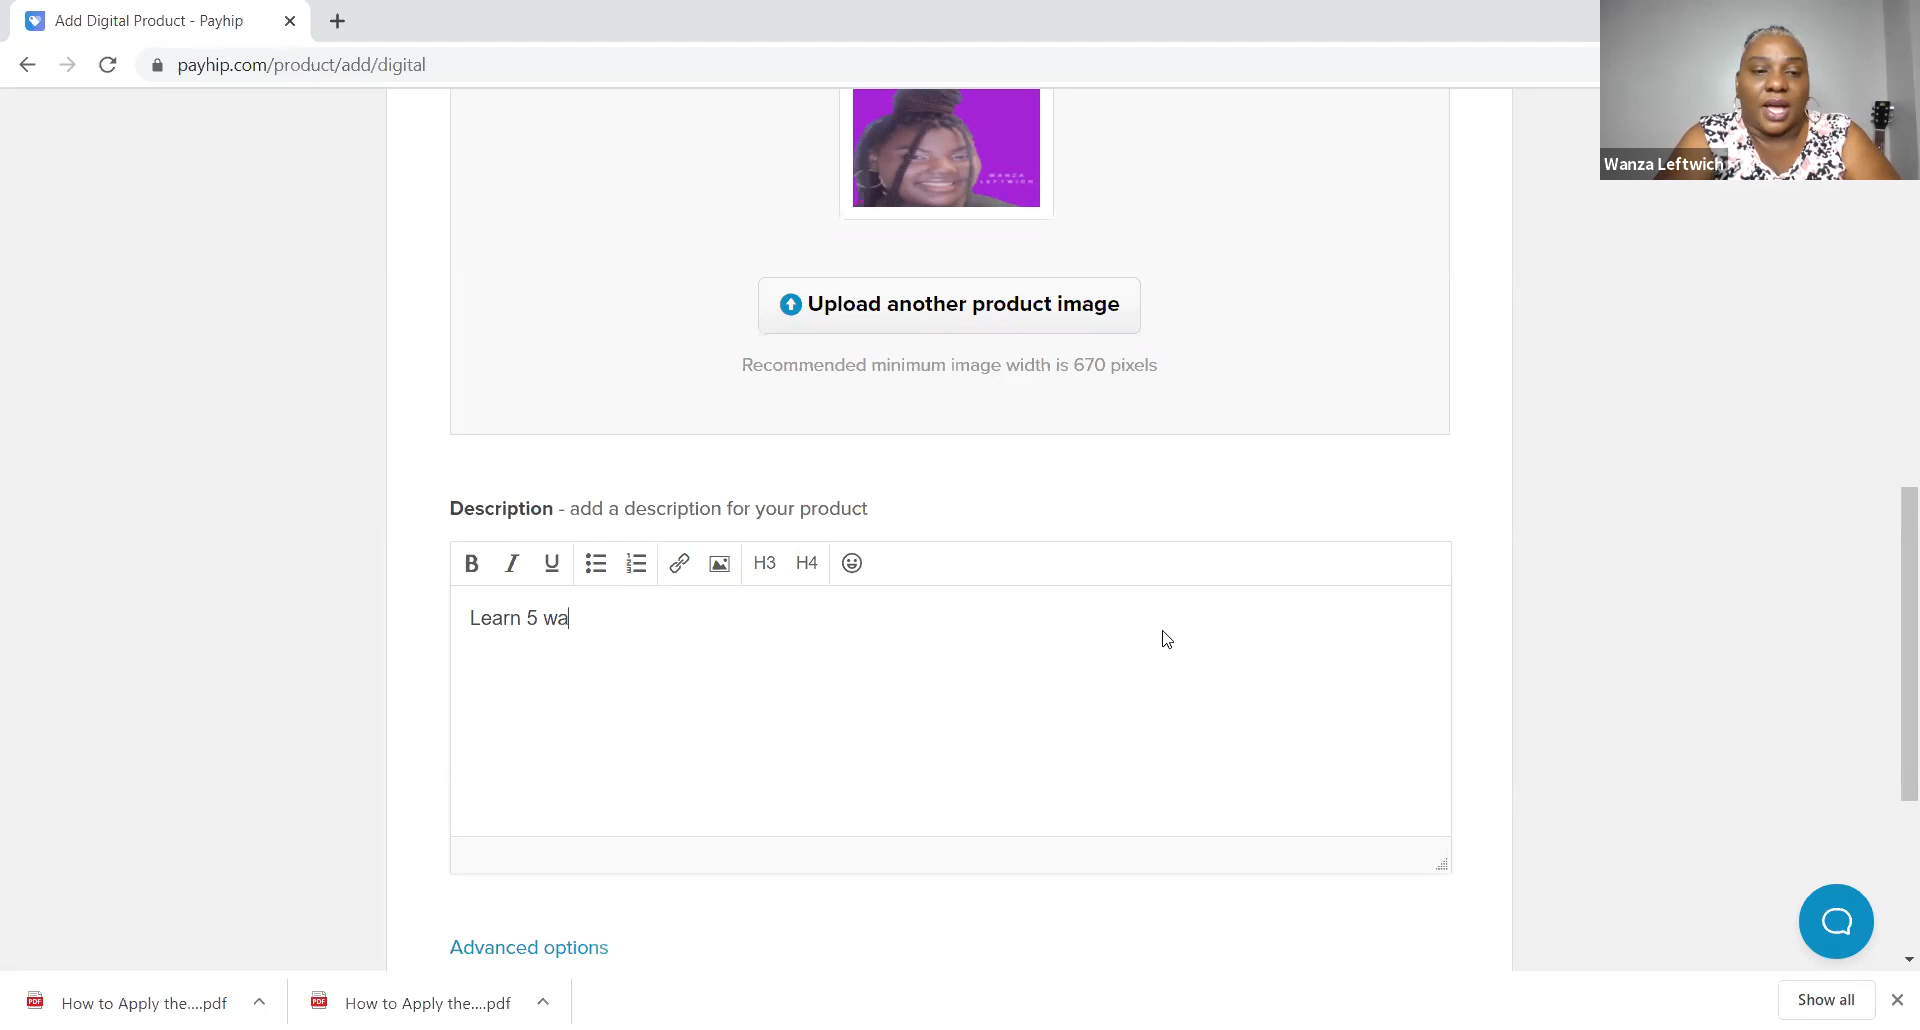 Add Digital Product - Payhip
payhip.com/product/add/digital
Wanza Leftwich
WANZA
LEFTWICH
Upload another product image
Recommended minimum image width is 670 pixels
Description - add a description for your product
B I U H3 H4
Learn 5 wa
Advanced options
How to Apply the....pdf
How to Apply the....pdf
Show all